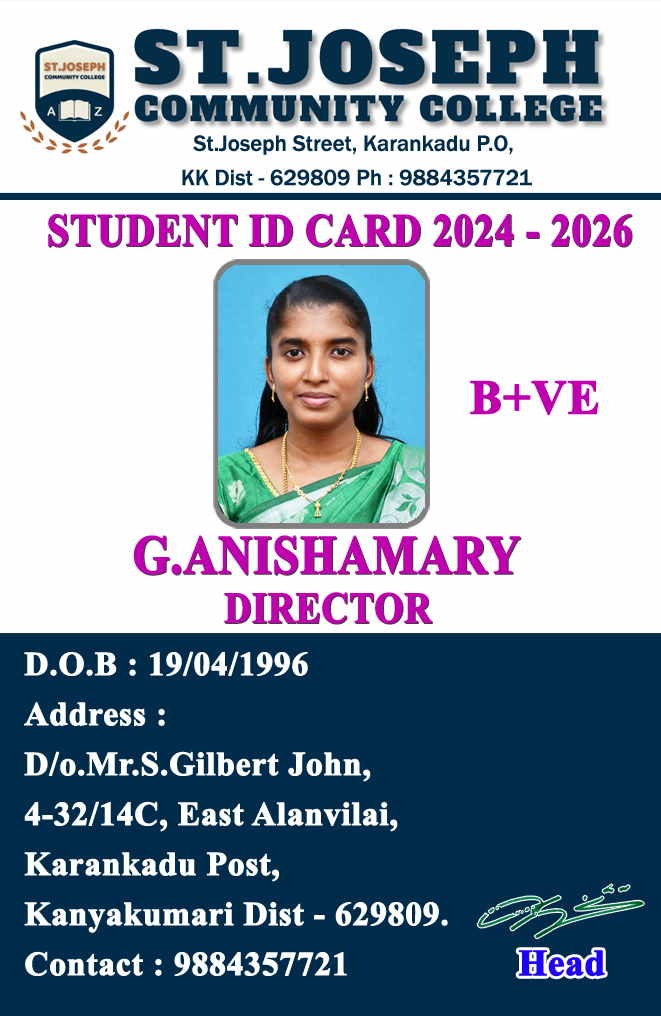 ST.JOSEPH
COMMUNITY COLLEGE
A Z
ST.JOSEPH
COMMUNITY COLLEGE
St.Joseph Street, Karankadu P.O,
KK Dist - 629809 Ph : 9884357721
STUDENT ID CARD 2024 - 2026
B+VE
G.ANISHAMARY
DIRECTOR
D.O.B : 19/04/1996
Address :
D/o.Mr.S.Gilbert John,
4-32/14C, East Alanvilai,
Karankadu Post,
Kanyakumari Dist - 629809.
Contact : 9884357721
Head